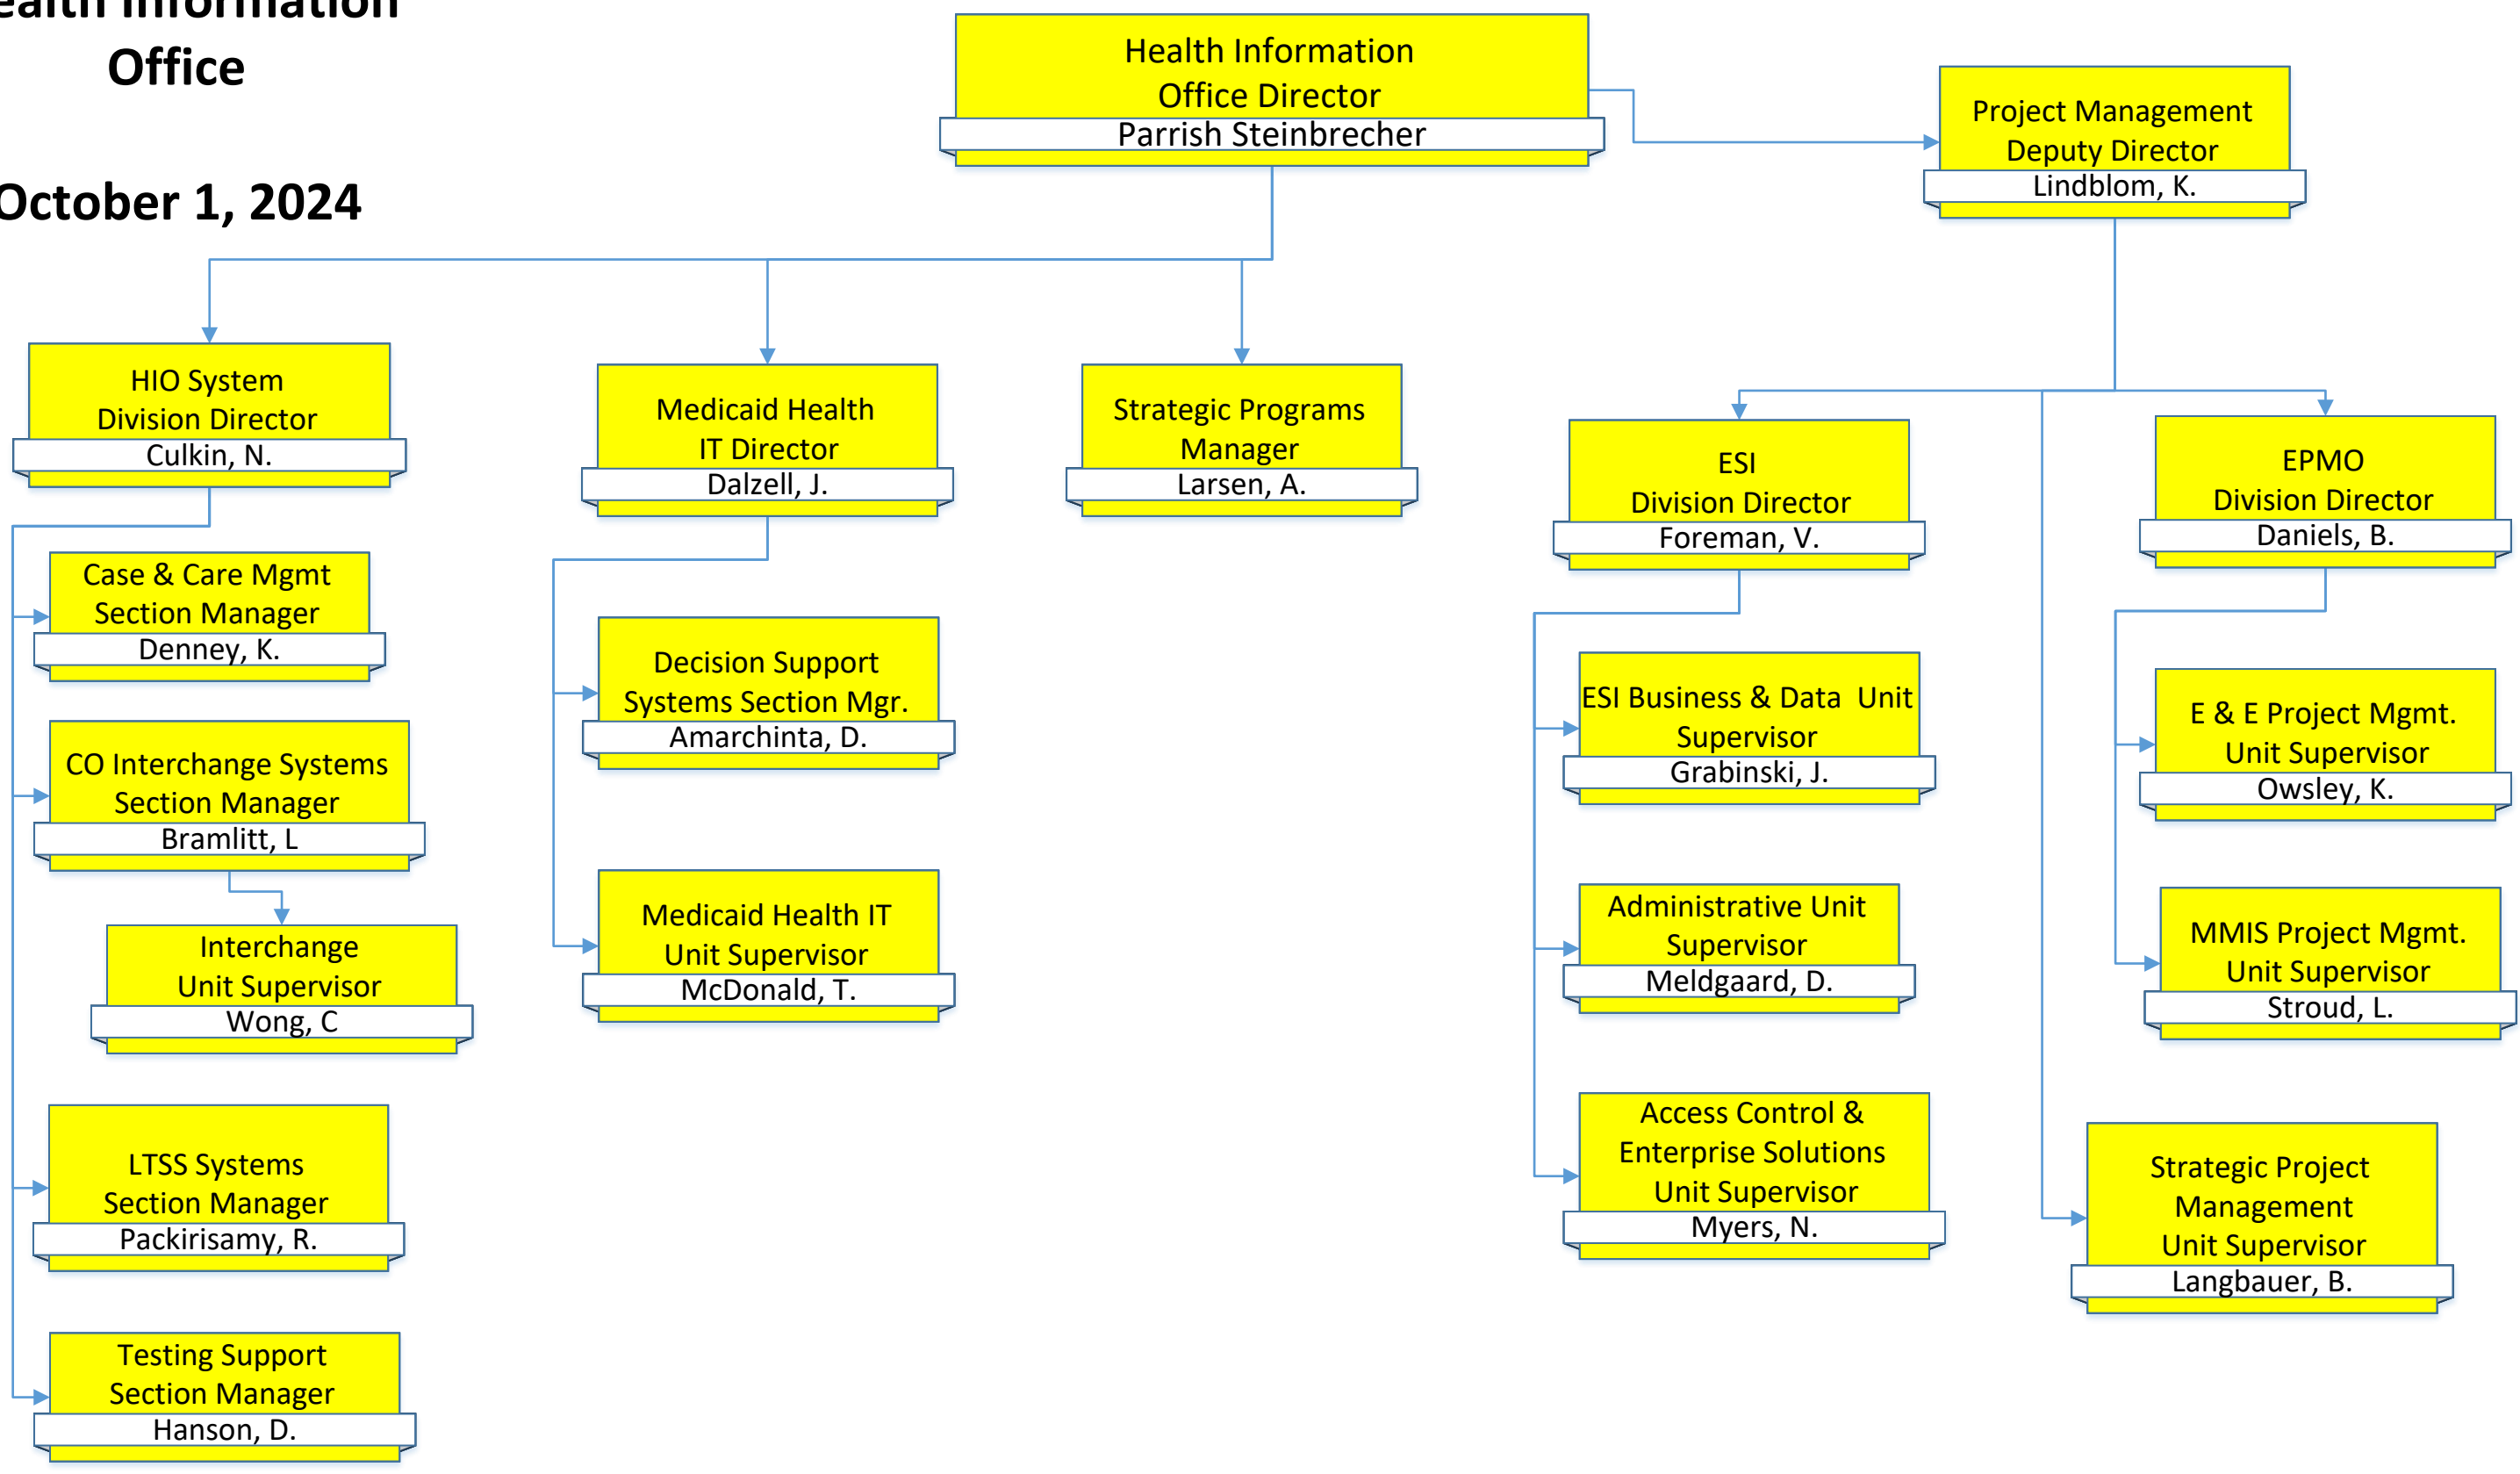 ealth Information
Office
October 1, 2024
Health Information
Office Director
Parrish Steinbrecher
Project Management
Deputy Director
Lindblom, K.
HIO System
Division Director
Culkin, N.
Case & Care Mgmt
Section Manager
Denney, K.
CO Interchange Systems
Section Manager
Bramlitt, L
Interchange
Unit Supervisor
Wong, C
LTSS Systems
Section Manager
Packirisamy, R.
Testing Support
Section Manager
Hanson, D.
Medicaid Health
IT Director
Dalzell, J.
Decision Support
Systems Section Mgr.
Amarchinta, D.
Medicaid Health IT
Unit Supervisor
McDonald, T.
Strategic Programs
Manager
Larsen, A.
ESI
Division Director
Foreman, V.
ESI Business & Data  Unit
Supervisor
Grabinski, J.
Administrative Unit
Supervisor
Meldgaard, D.
Access Control &
Enterprise Solutions
Unit Supervisor
Myers, N.
EPMO
Division Director
Daniels, B.
E & E Project Mgmt.
Unit Supervisor
Owsley, K.
MMIS Project Mgmt.
Unit Supervisor
Stroud, L.
Strategic Project
Management
Unit Supervisor
Langbauer, B.